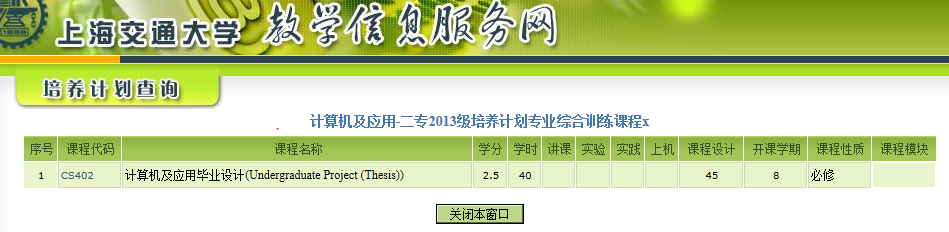 上海交通大学 教学信息服务网
培养计划查询
计算机及应用-二专2013级培养计划专业综合训练课程x
序号 课程代码 课程名称 学分 学时 讲课 实验 实践 上机 课程设计 开课学期 课程性质 课程模块
1 CS402 计算机及应用毕业设计(Undergraduate Project (Thesis)) 2.5 40 45 8 必修
关闭本窗口